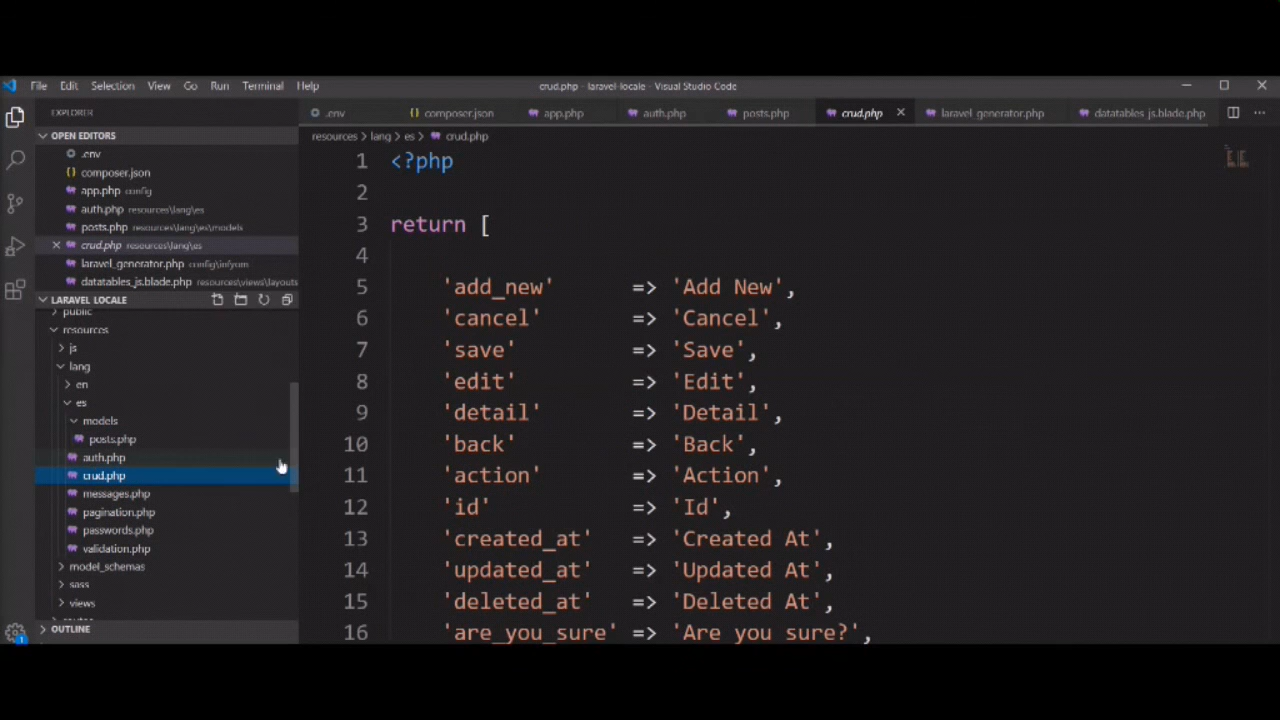 File Edit Selection View Go Run Terminal Help
crud.php - laravel-locale - Visual Studio Code
EXPLORER
.env
composer.json
app.php
auth.php
posts.php
crud.php
laravel_generator.php
datatables_js.blade.php
OPEN EDITORS
.env
composer.json
app.php config
auth.php resources\lang\es
posts.php resources\lang\es\models
crud.php resources\lang\es
laravel_generator.php config\infyom
datatables_js.blade.php resources\views\layouts
LARAVEL LOCALE
public
resources
js
lang
en
es
models
posts.php
auth.php
crud.php
messages.php
pagination.php
passwords.php
validation.php
model_schemas
sass
views
OUTLINE
1
resources > lang > es > crud.php
1 <?php
2
3 return [
4
5 'add_new' => 'Add New',
6 'cancel' => 'Cancel',
7 'save' => 'Save',
8 'edit' => 'Edit',
9 'detail' => 'Detail',
10 'back' => 'Back',
11 'action' => 'Action',
12 'id' => 'Id',
13 'created_at' => 'Created At',
14 'updated_at' => 'Updated At',
15 'deleted_at' => 'Deleted At',
16 'are_you_sure' => 'Are you sure?',